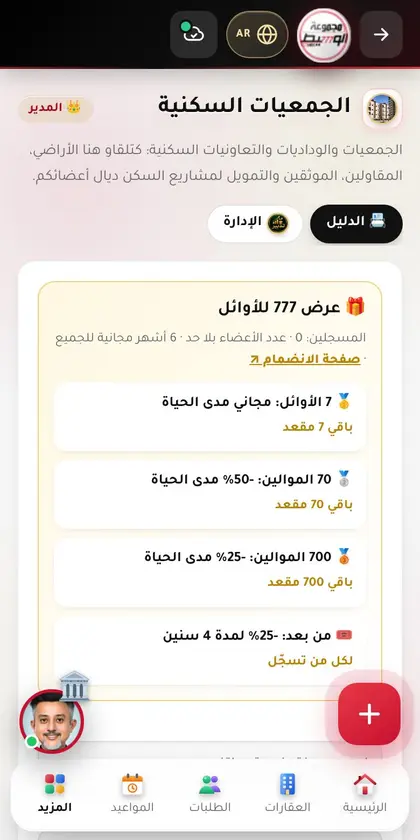 AR
مجموعة
الوسيط
الجمعيات السكنية
المدير
الجمعيات والوداديات والتعاونيات السكنية: كتلقاو هنا الأراضي،
المقاولين، الموثقين والتمويل لمشاريع السكن ديال أعضائكم.
الدليل
الإدارة
عرض 777 للأوائل
المسجلين: 0 · عدد الأعضاء بلا حد · 6 أشهر مجانية للجميع
· صفحة الانضمام ↗
7 الأوائل: مجاني مدى الحياة
باقي 7 مقعد
70 الموالين: -50% مدى الحياة
باقي 70 مقعد
700 الموالين: -25% مدى الحياة
باقي 700 مقعد
من بعد: -25% لمدة 4 سنين
لكل من تسجّل
الرئيسية
العقارات
الطلبات
المواعيد
المزيد